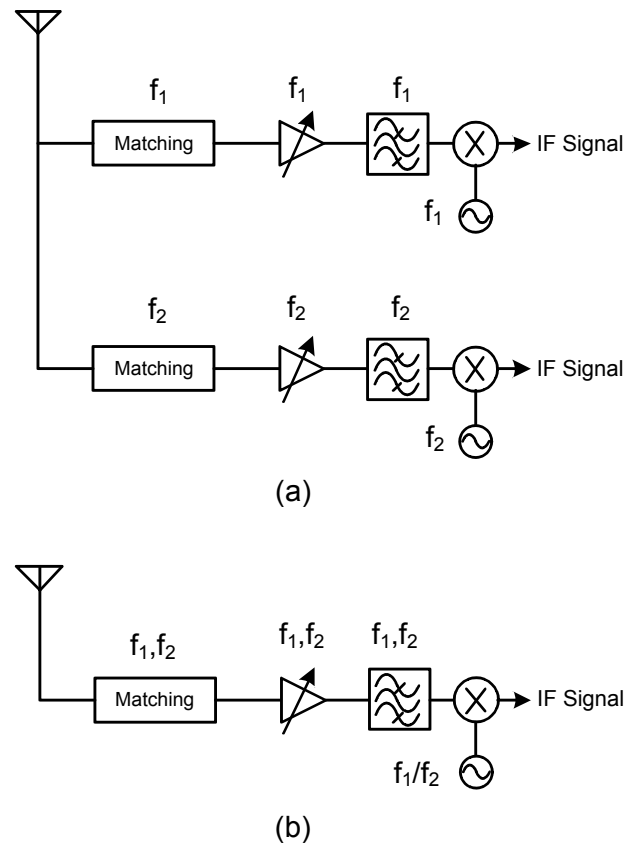 f₁ f₁ f₁
Matching X IF Signal
f₁
f₂ f₂ f₂
Matching X IF Signal
f₂
(a)
f₁,f₂ f₁,f₂ f₁,f₂
Matching X IF Signal
f₁/f₂
(b)